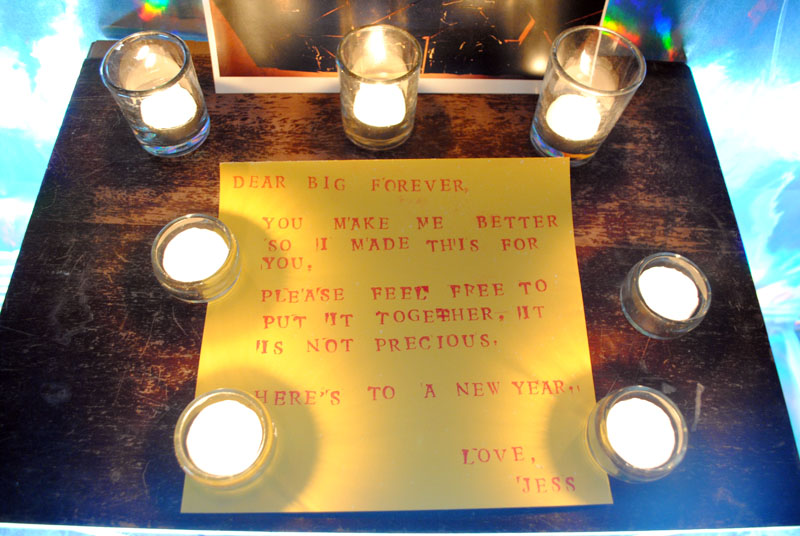 DEAR BIG FOREVER,
YOU MAKE ME BETTER
SO I MADE THIS FOR
YOU.
PLEASE FEEL FREE TO
PUT IT TOGETHER, IT
IS NOT PRECIOUS.
HERE'S TO A NEW YEAR.
LOVE,
JESS